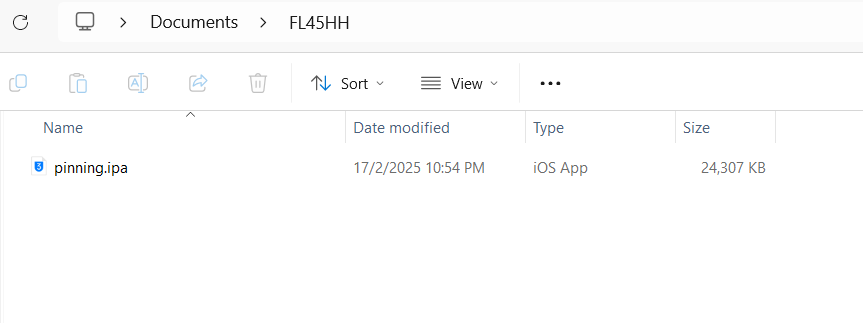 Documents > FL45HH
Sort View
Name Date modified Type Size
pinning.ipa 17/2/2025 10:54 PM iOS App 24,307 KB